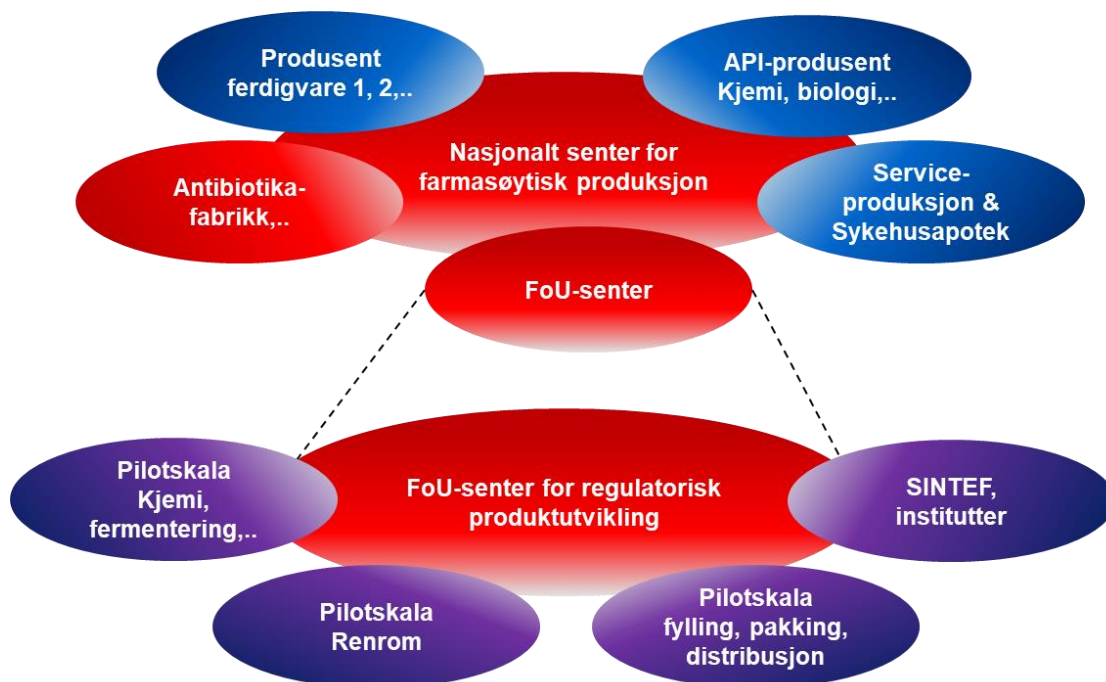 Produsent
ferdigvare 1, 2,..
API-produsent
Kjemi, biologi,..
Nasjonalt senter for
farmasøytisk produksjon
Antibiotika-
fabrikk,..
Service-
produksjon &
Sykehusapotek
FoU-senter
Pilotskala
Kjemi,
fermentering,..
FoU-senter for regulatorisk
produktutvikling
SINTEF,
institutter
Pilotskala
Renrom
Pilotskala
fylling, pakking,
distribusjon